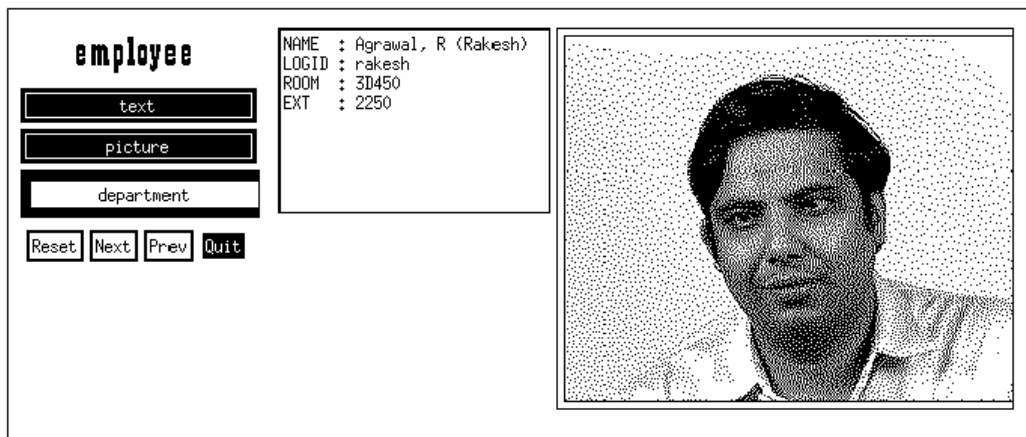 employee
text
picture
department
Reset Next Prev Quit
NAME : Agrawal, R (Rakesh)
LOGID : rakesh
ROOM : 3D450
EXT : 2250